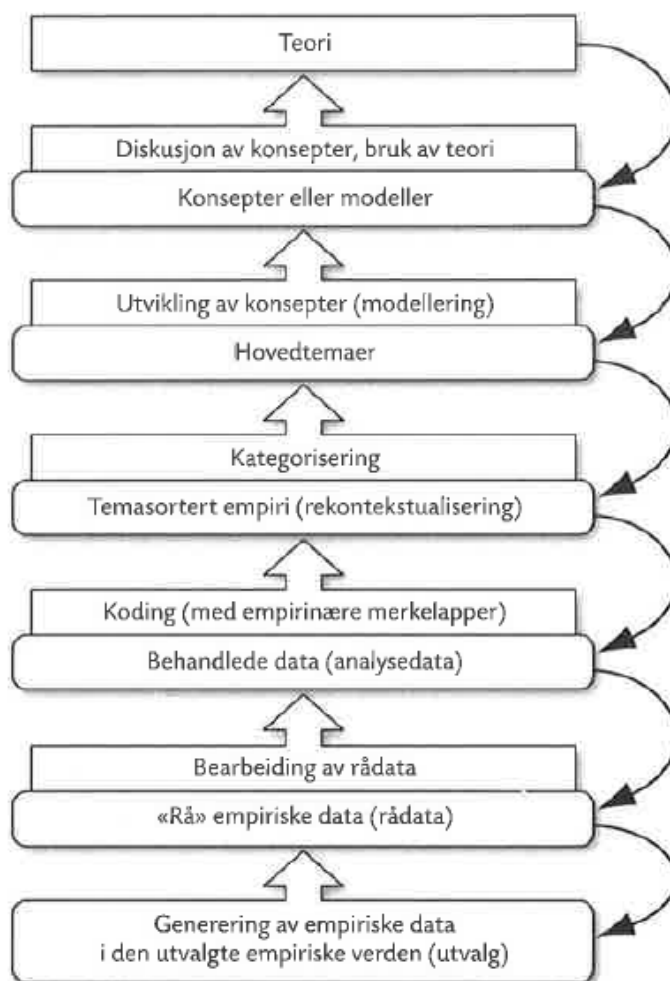 Teori
Diskusjon av konsepter, bruk av teori
Konsepter eller modeller
Utvikling av konsepter (modellering)
Hovedtemaer
Kategorisering
Temasortert empiri (rekontekstualisering)
Koding (med empirinære merkelapper)
Behandlede data (analysedata)
Bearbeiding av rådata
«Rå» empiriske data (rådata)
Generering av empiriske data
i den utvalgte empiriske verden (utvalg)